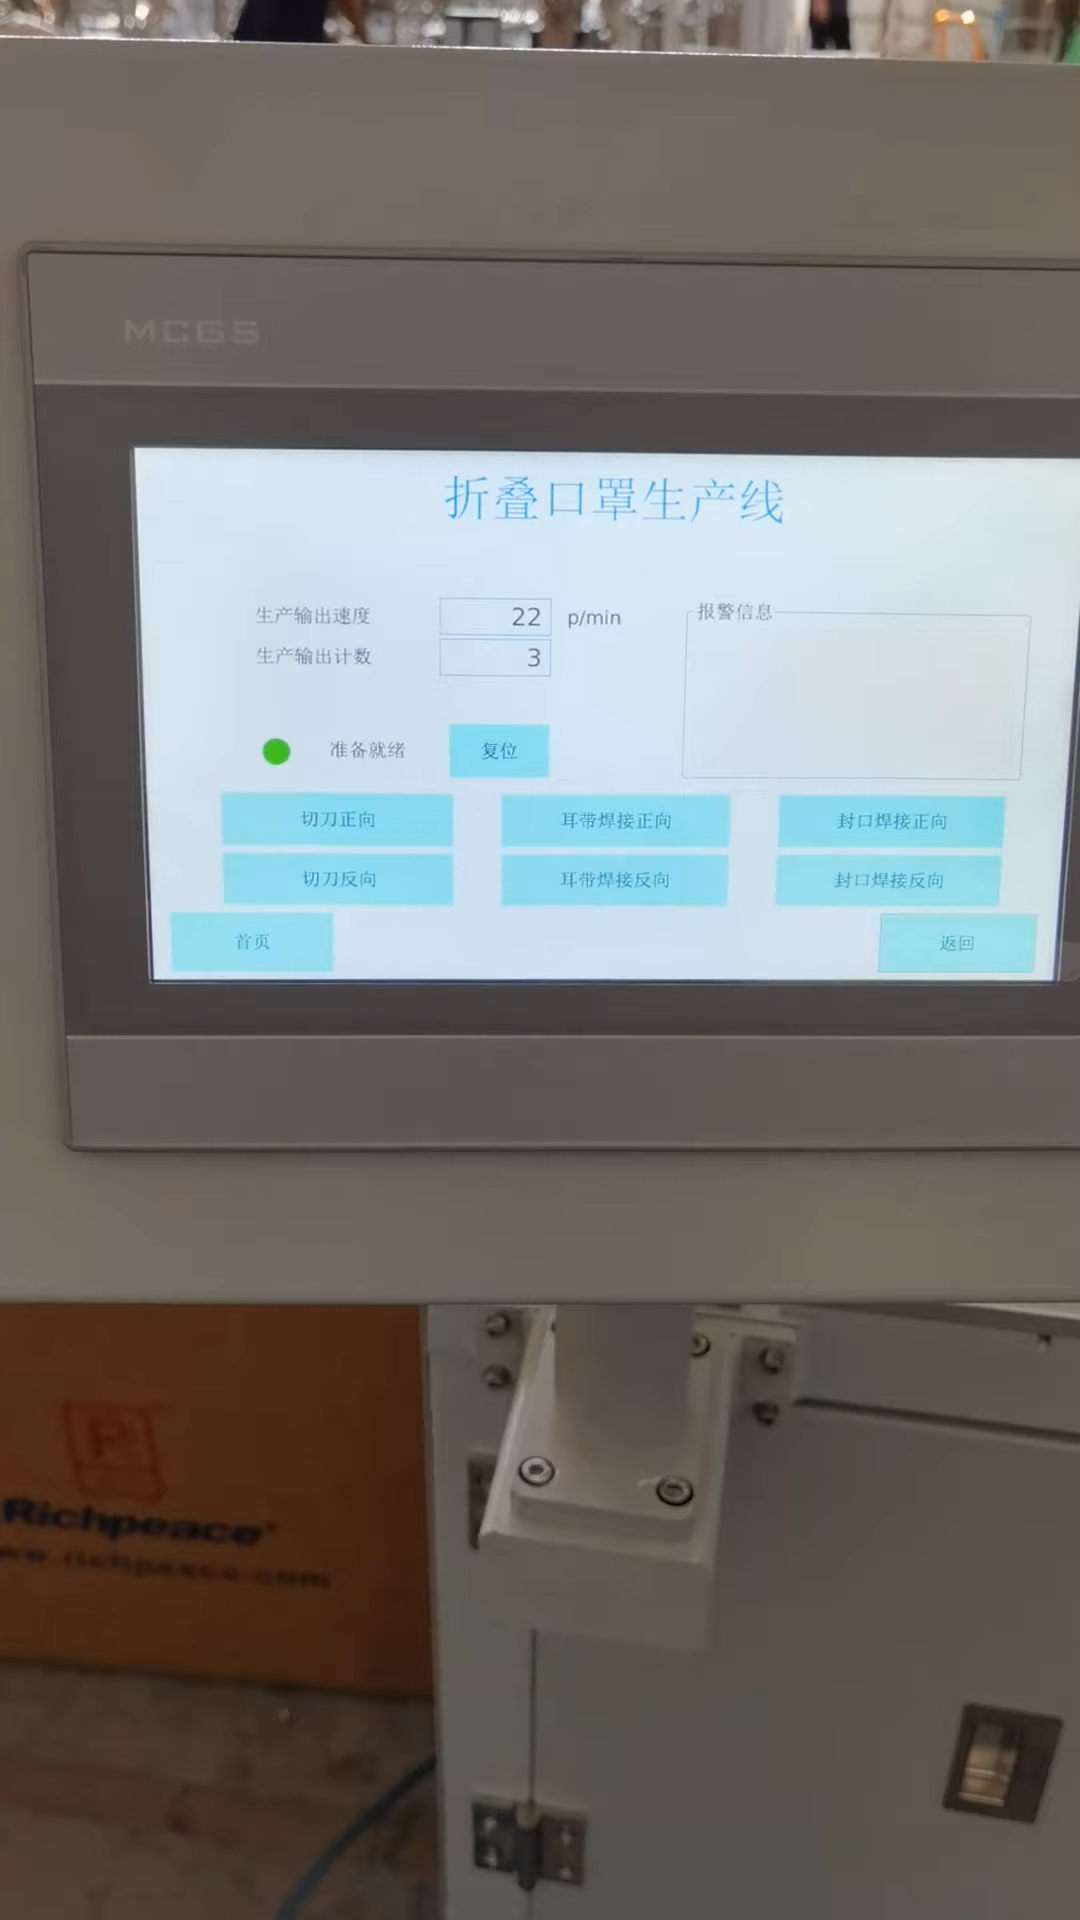 MCGS
折叠口罩生产线
生产输出速度 22 p/min
生产输出计数 3
报警信息
准备就绪 复位
切刀正向 耳带焊接正向 封口焊接正向
切刀反向 耳带焊接反向 封口焊接反向
首页 返回
Richpeace
richpeace.com